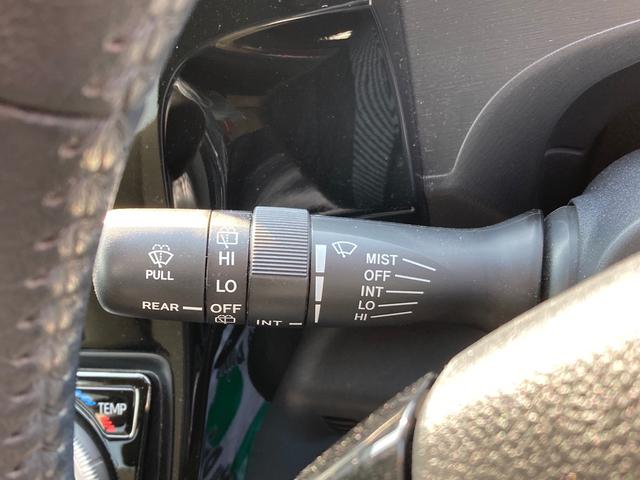 PULL
REAR
HI
LO
OFF
INT
MIST
OFF
INT
LO
HI
TEMP